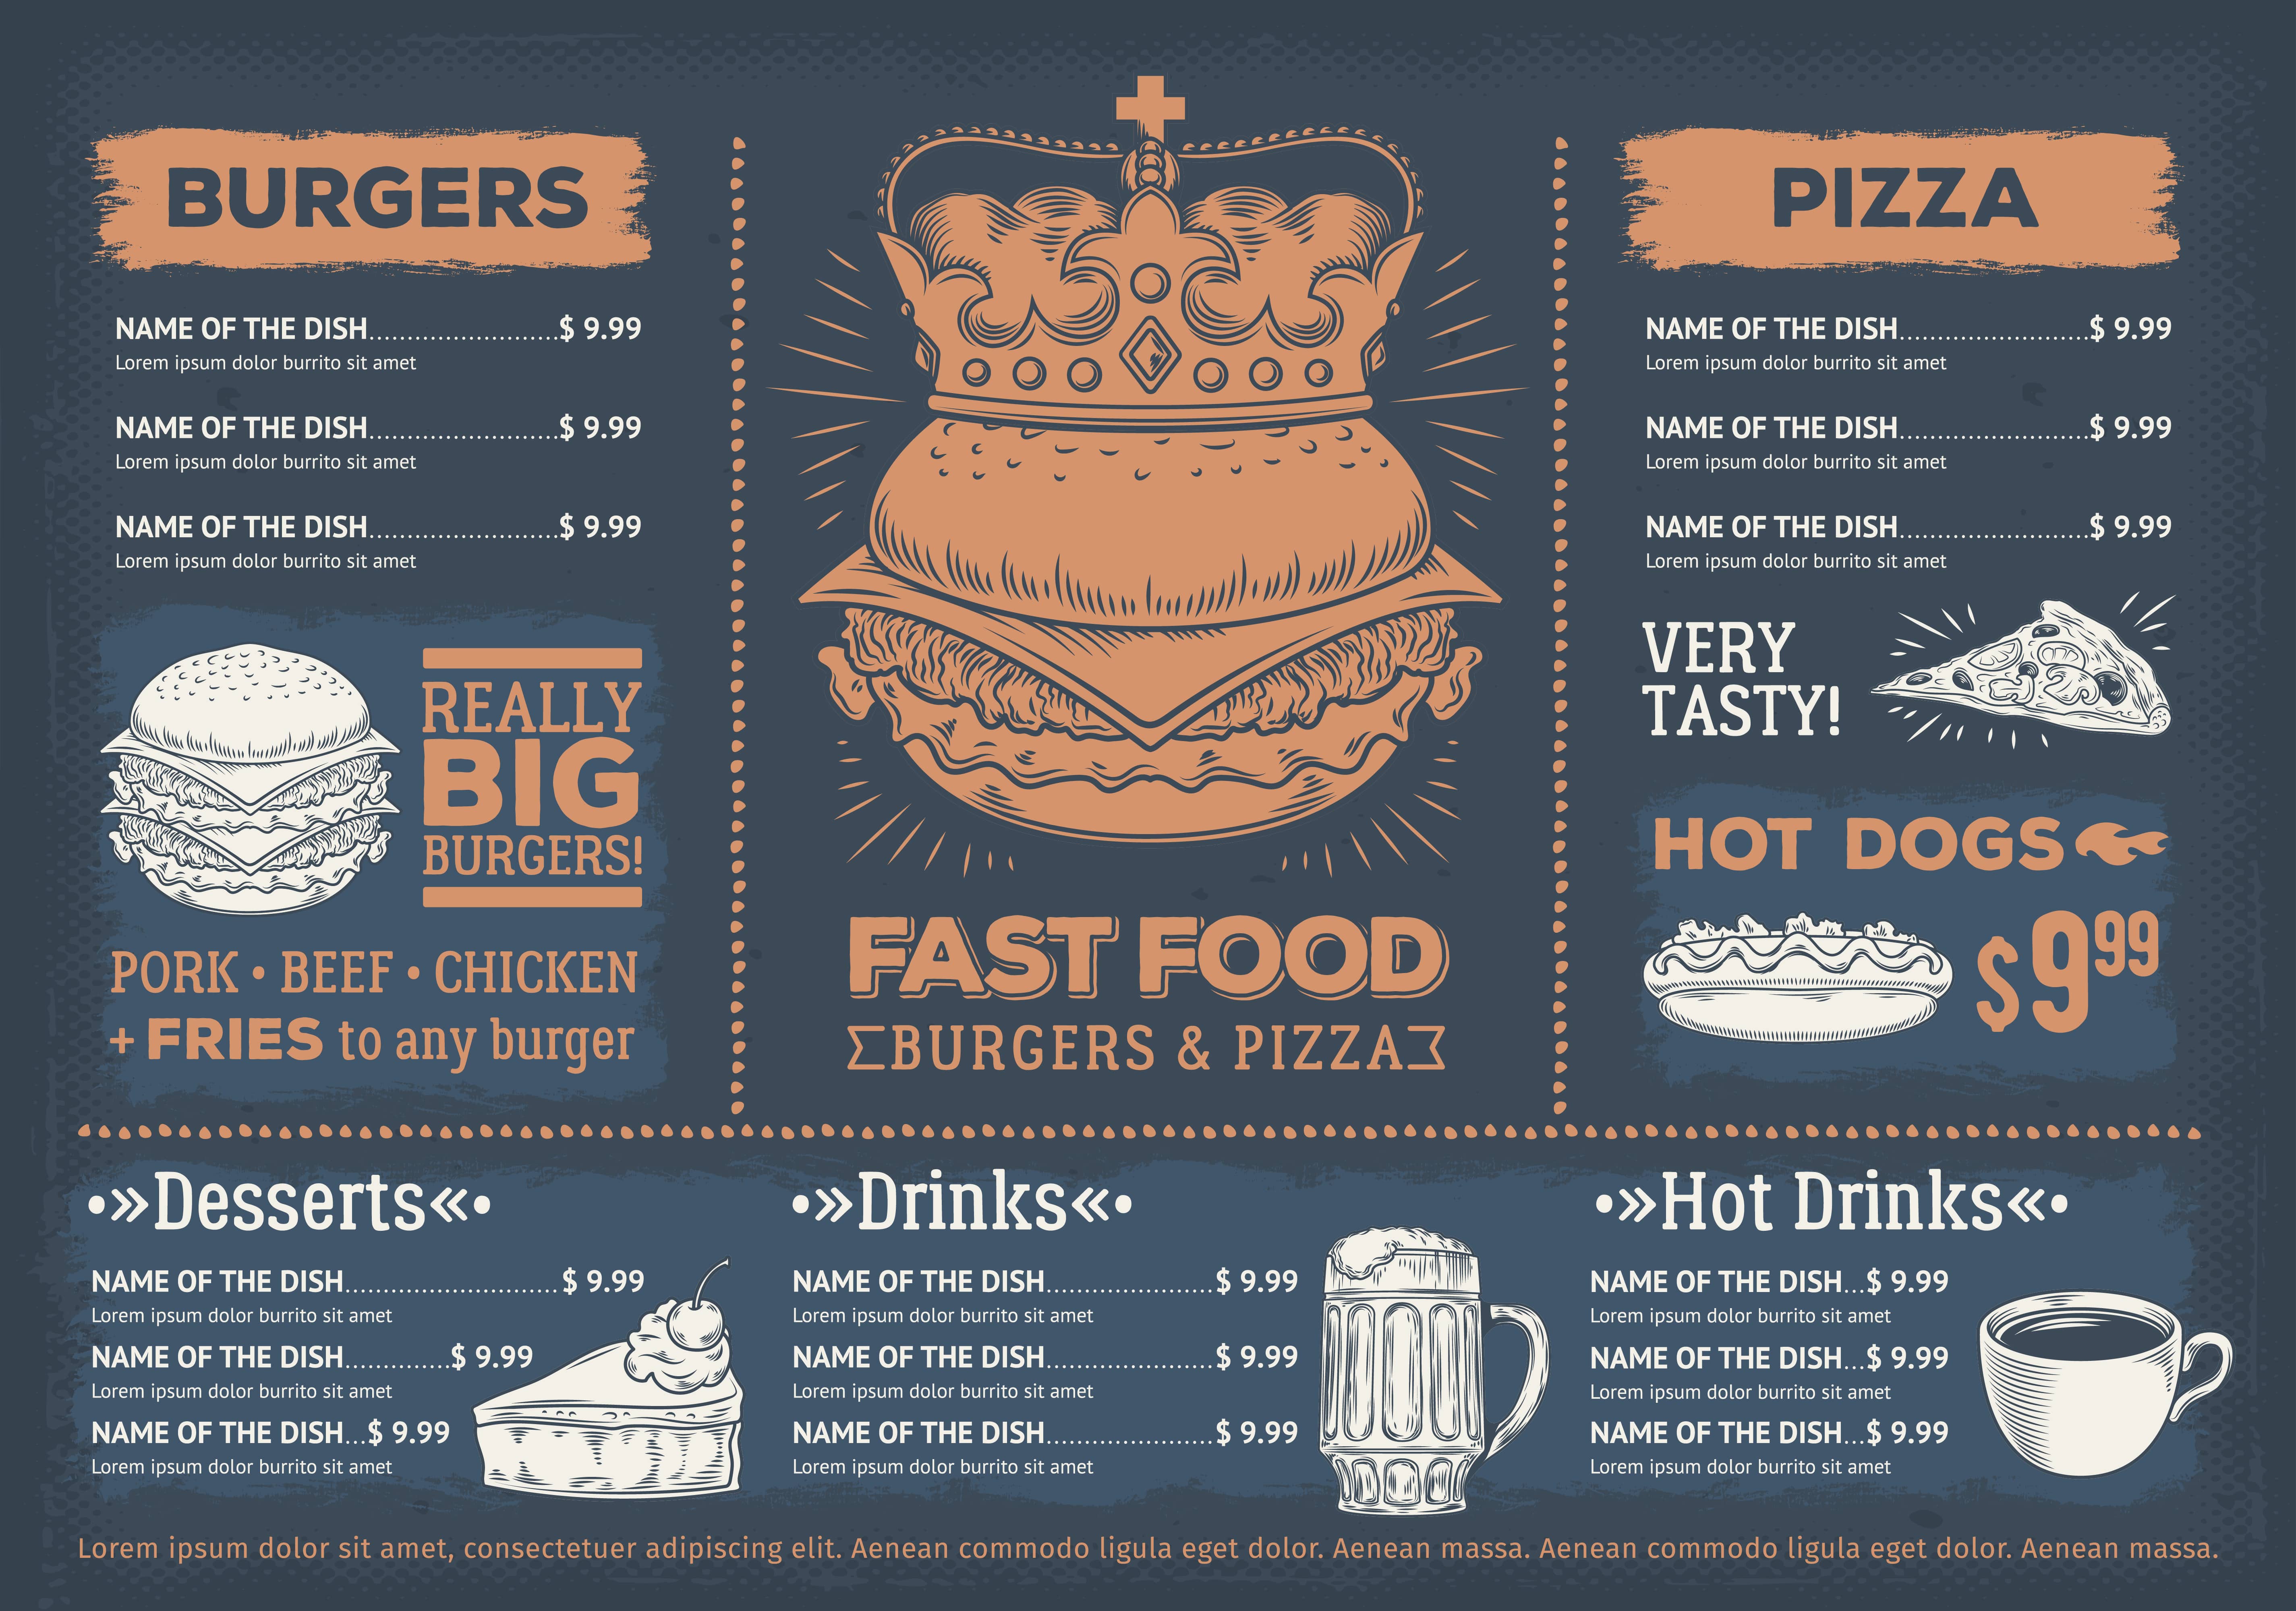 BURGERS
NAME OF THE DISH.........................$ 9.99
Lorem ipsum dolor burrito sit amet
NAME OF THE DISH.........................$ 9.99
Lorem ipsum dolor burrito sit amet
NAME OF THE DISH.........................$ 9.99
Lorem ipsum dolor burrito sit amet
REALLY
BIG
BURGERS!
PORK • BEEF • CHICKEN
+ FRIES to any burger
FAST FOOD
BURGERS & PIZZA
PIZZA
NAME OF THE DISH.........................$ 9.99
Lorem ipsum dolor burrito sit amet
NAME OF THE DISH.........................$ 9.99
Lorem ipsum dolor burrito sit amet
NAME OF THE DISH.........................$ 9.99
Lorem ipsum dolor burrito sit amet
VERY
TASTY!
HOT DOGS
$9 99
•»Desserts«•
NAME OF THE DISH............................ $ 9.99
Lorem ipsum dolor burrito sit amet
NAME OF THE DISH..............$ 9.99
Lorem ipsum dolor burrito sit amet
NAME OF THE DISH...$ 9.99
Lorem ipsum dolor burrito sit amet
•»Drinks«•
NAME OF THE DISH......................$ 9.99
Lorem ipsum dolor burrito sit amet
NAME OF THE DISH......................$ 9.99
Lorem ipsum dolor burrito sit amet
NAME OF THE DISH......................$ 9.99
Lorem ipsum dolor burrito sit amet
•»Hot Drinks«•
NAME OF THE DISH...$ 9.99
Lorem ipsum dolor burrito sit amet
NAME OF THE DISH...$ 9.99
Lorem ipsum dolor burrito sit amet
NAME OF THE DISH...$ 9.99
Lorem ipsum dolor burrito sit amet
Lorem ipsum dolor sit amet, consectetuer adipiscing elit. Aenean commodo ligula eget dolor. Aenean massa. Aenean commodo ligula eget dolor. Aenean massa.